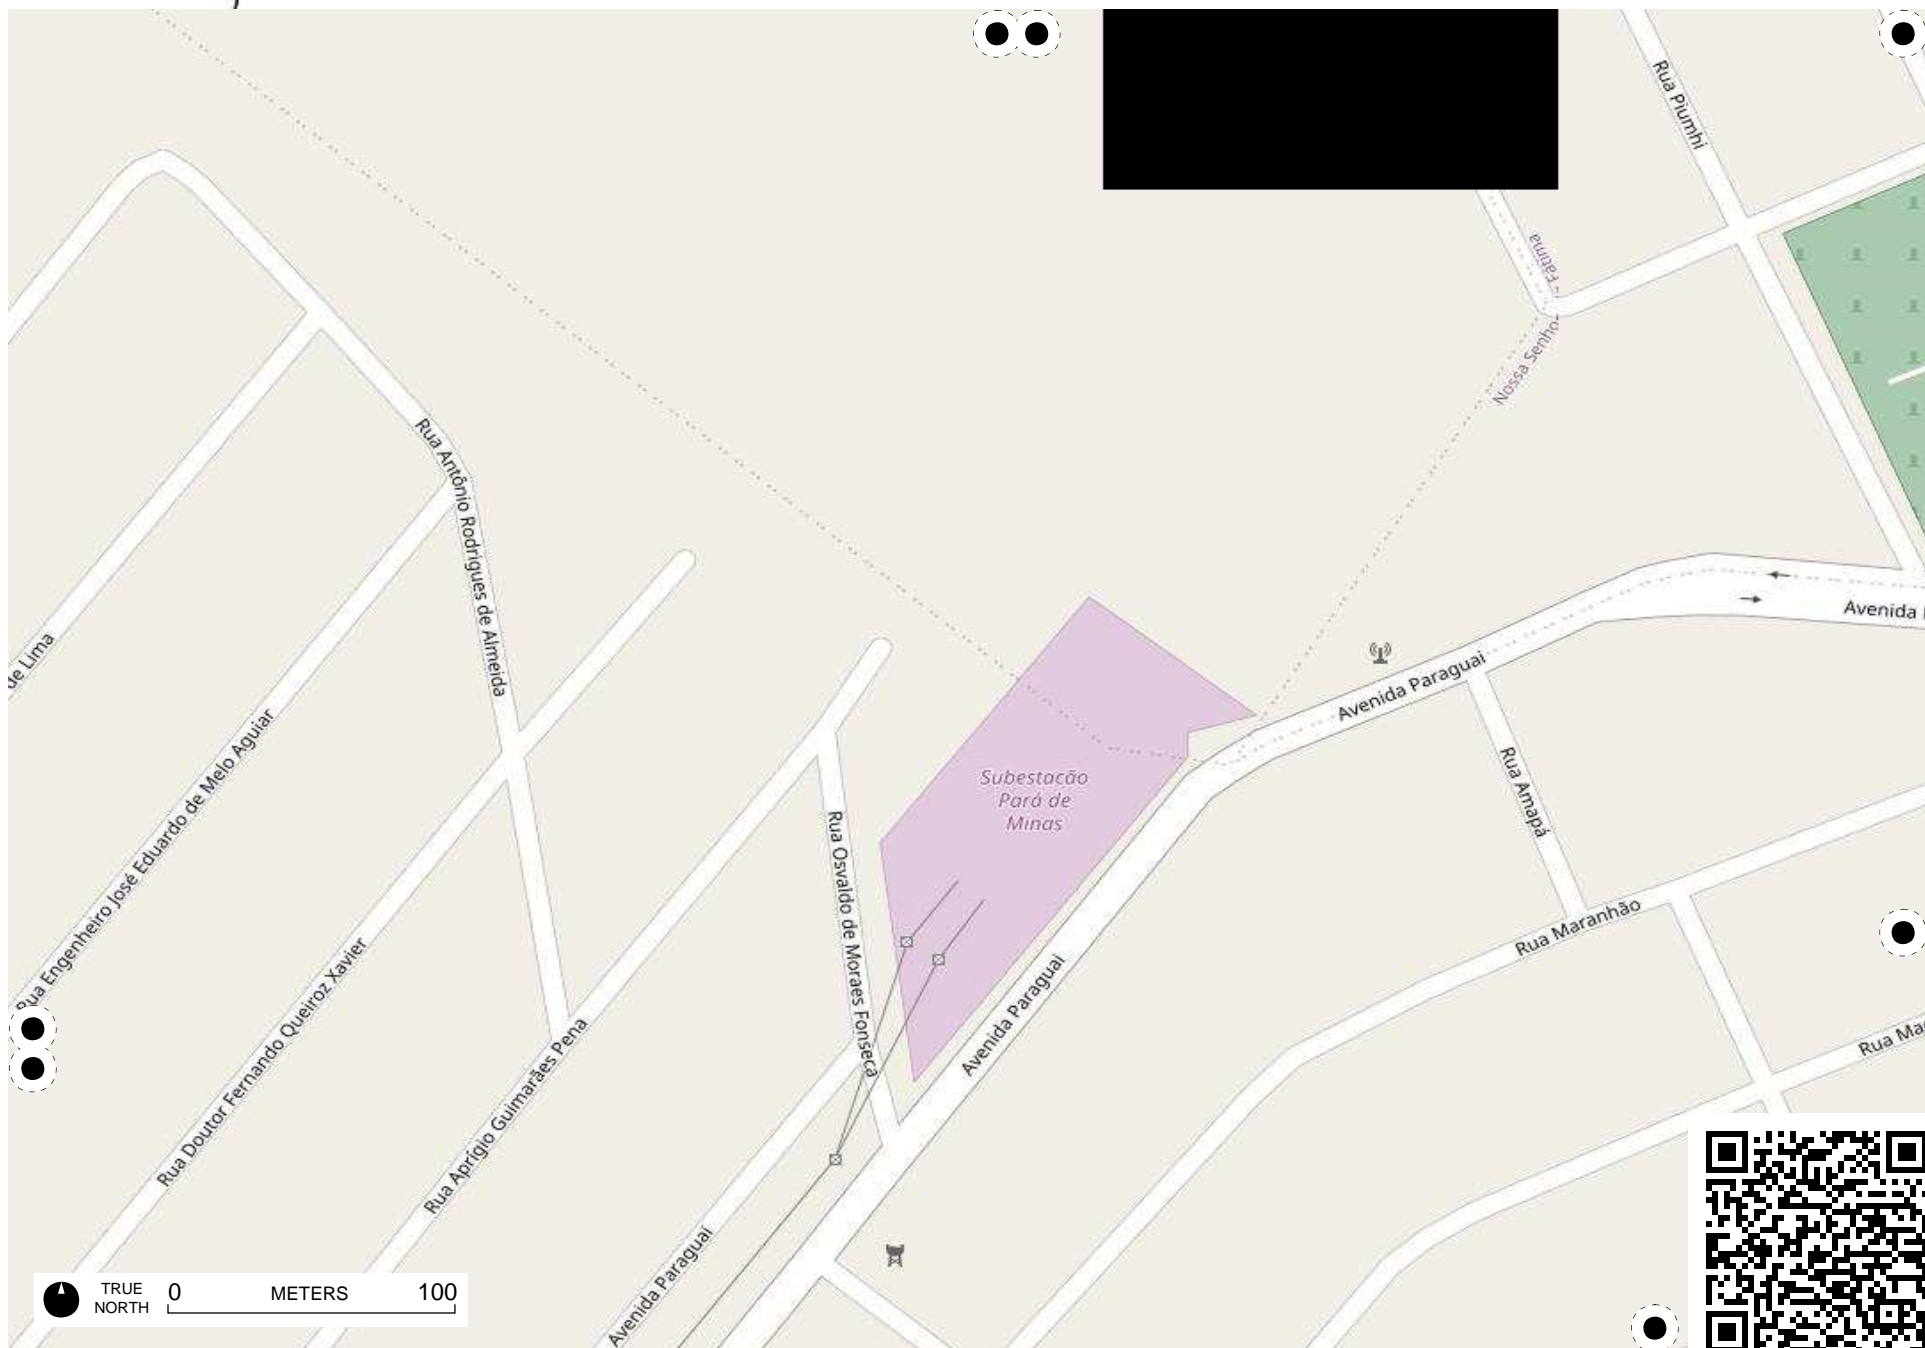 Rua Piumhi
Fátima
Nossa Senho
Rua Antônio Rodrigues de Almeida
Avenida
Avenida Paraguai
de Lima
Rua Engenheiro José Eduardo de Melo Aguiar
Rua Amapá
Subestacão
Pará de
Minas
Rua Osvaldo de Moraes Fonseca
Rua Maranhão
Rua Doutor Fernando Queiroz Xavier
Avenida Paraguai
Rua Aprígio Guimarães Pena
Rua Ma
Avenida Paraguai
TRUE
NORTH
0 METERS 100